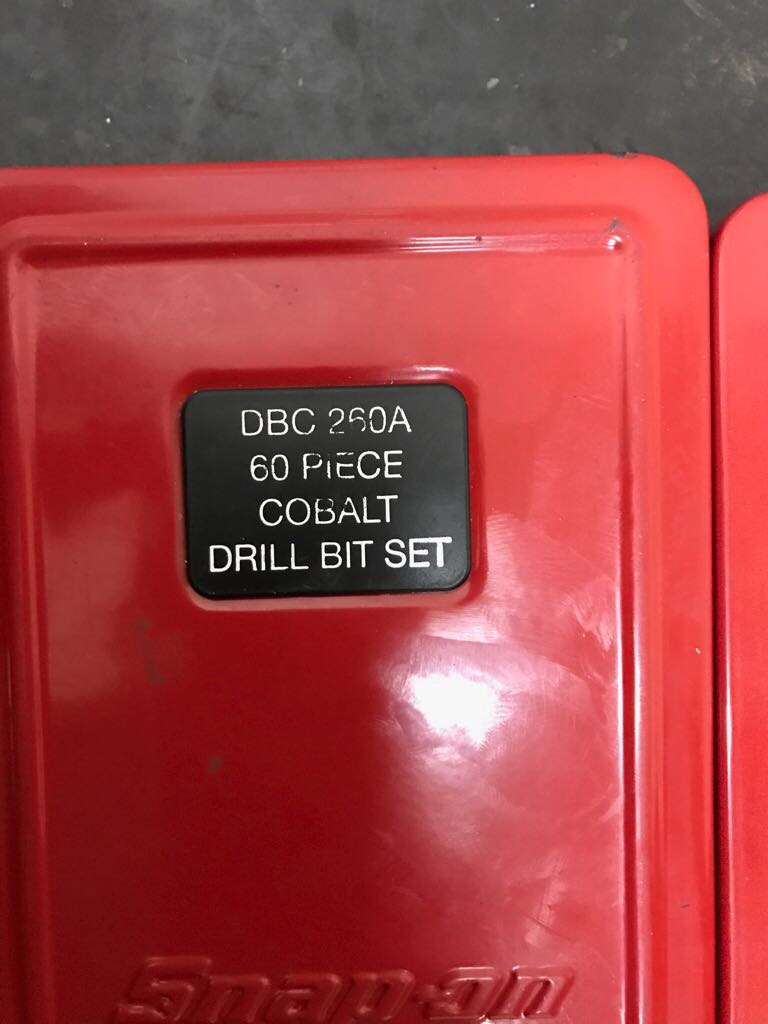 DBC 260A
60 PIECE
COBALT
DRILL BIT SET
Snap-on